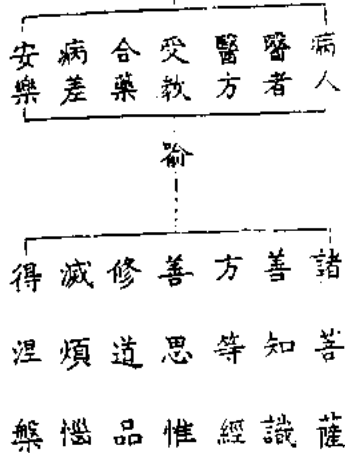 病人
醫者
醫方
受教
合藥
病差
安樂
喻
諸菩薩
善知識
方等經
善思惟
修道品
滅煩惱
得涅槃